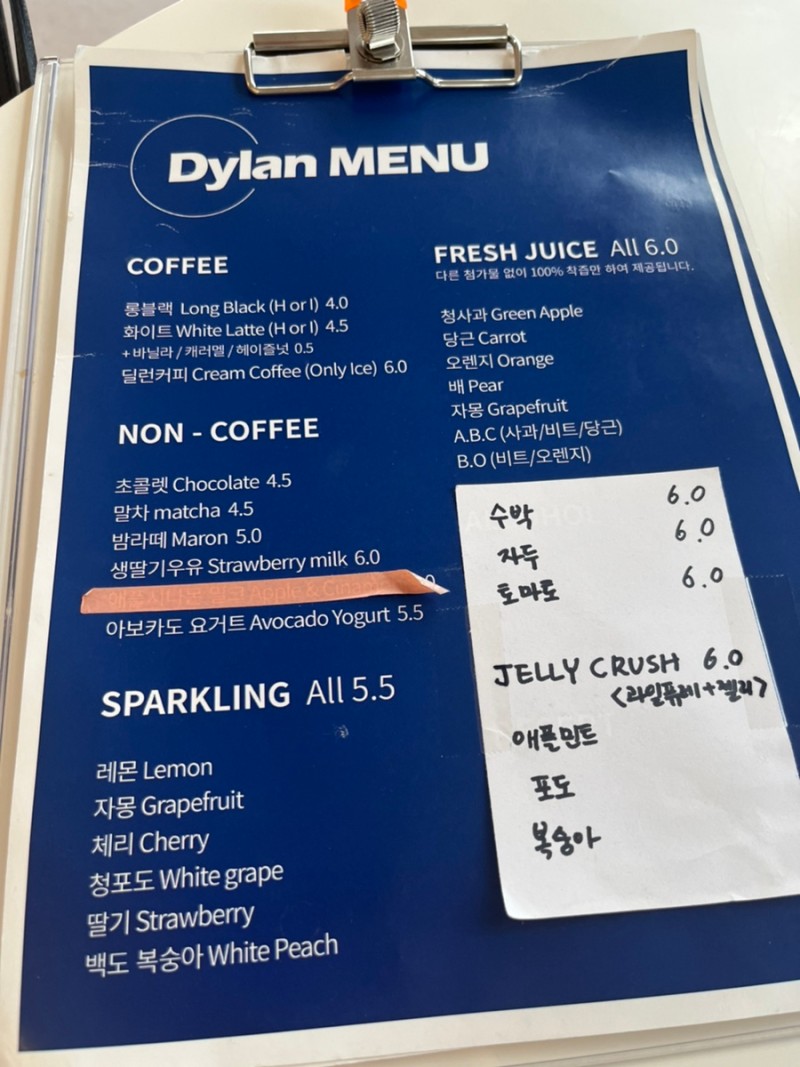 Dylan MENU
COFFEE
롱블랙 Long Black (H or I) 4.0
화이트 White Latte (H or I) 4.5
+ 바닐라 / 캐러멜 / 헤이즐넛 0.5
딜런커피 Cream Coffee (Only Ice) 6.0
NON - COFFEE
초콜렛 Chocolate 4.5
말차 matcha 4.5
밤라떼 Maron 5.0
생딸기우유 Strawberry milk 6.0
아보카도 요거트 Avocado Yogurt 5.5
SPARKLING All 5.5
레몬 Lemon
자몽 Grapefruit
체리 Cherry
청포도 White grape
딸기 Strawberry
백도 복숭아 White Peach
FRESH JUICE All 6.0
다른 첨가물 없이 100% 착즙만 하여 제공됩니다.
청사과 Green Apple
당근 Carrot
오렌지 Orange
배 Pear
자몽 Grapefruit
A.B.C (사과/비트/당근)
B.O (비트/오렌지)
수박 6.0
자두 6.0
토마토 6.0
JELLY CRUSH 6.0
<과일퓨레+젤리>
애플민트
포도
복숭아